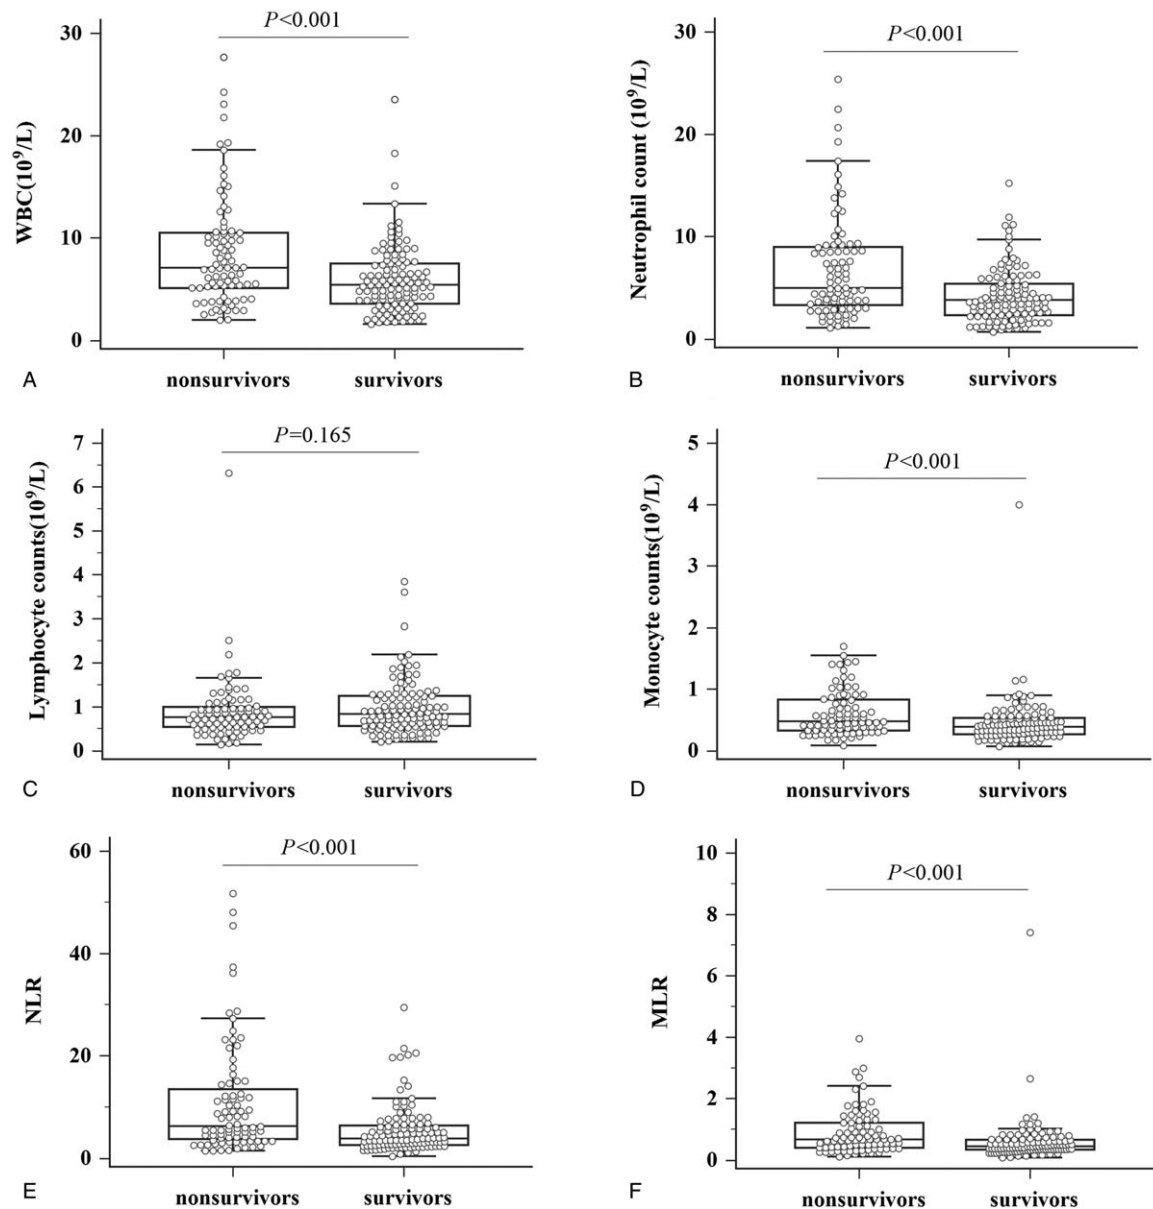 P<0.001
30
20
10
0
WBC(10⁹/L)
nonsurvivors
survivors
A
P<0.001
30
20
10
0
Neutrophil count (10⁹/L)
nonsurvivors
survivors
B
P=0.165
7
6
5
4
3
2
1
0
Lymphocyte counts(10⁹/L)
nonsurvivors
survivors
C
P<0.001
5
4
3
2
1
0
Monocyte counts(10⁹/L)
nonsurvivors
survivors
D
P<0.001
60
40
20
0
NLR
nonsurvivors
survivors
E
P<0.001
10
8
6
4
2
0
MLR
nonsurvivors
survivors
F